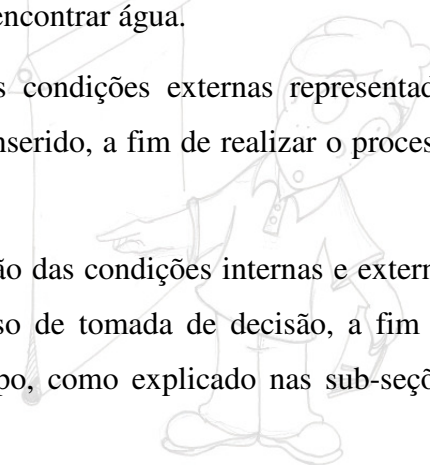 encontrar água.
s condições externas representad
nserido, a fim de realizar o proces
ão das condições internas e extern
so de tomada de decisão, a fim
po, como explicado nas sub-seçõ